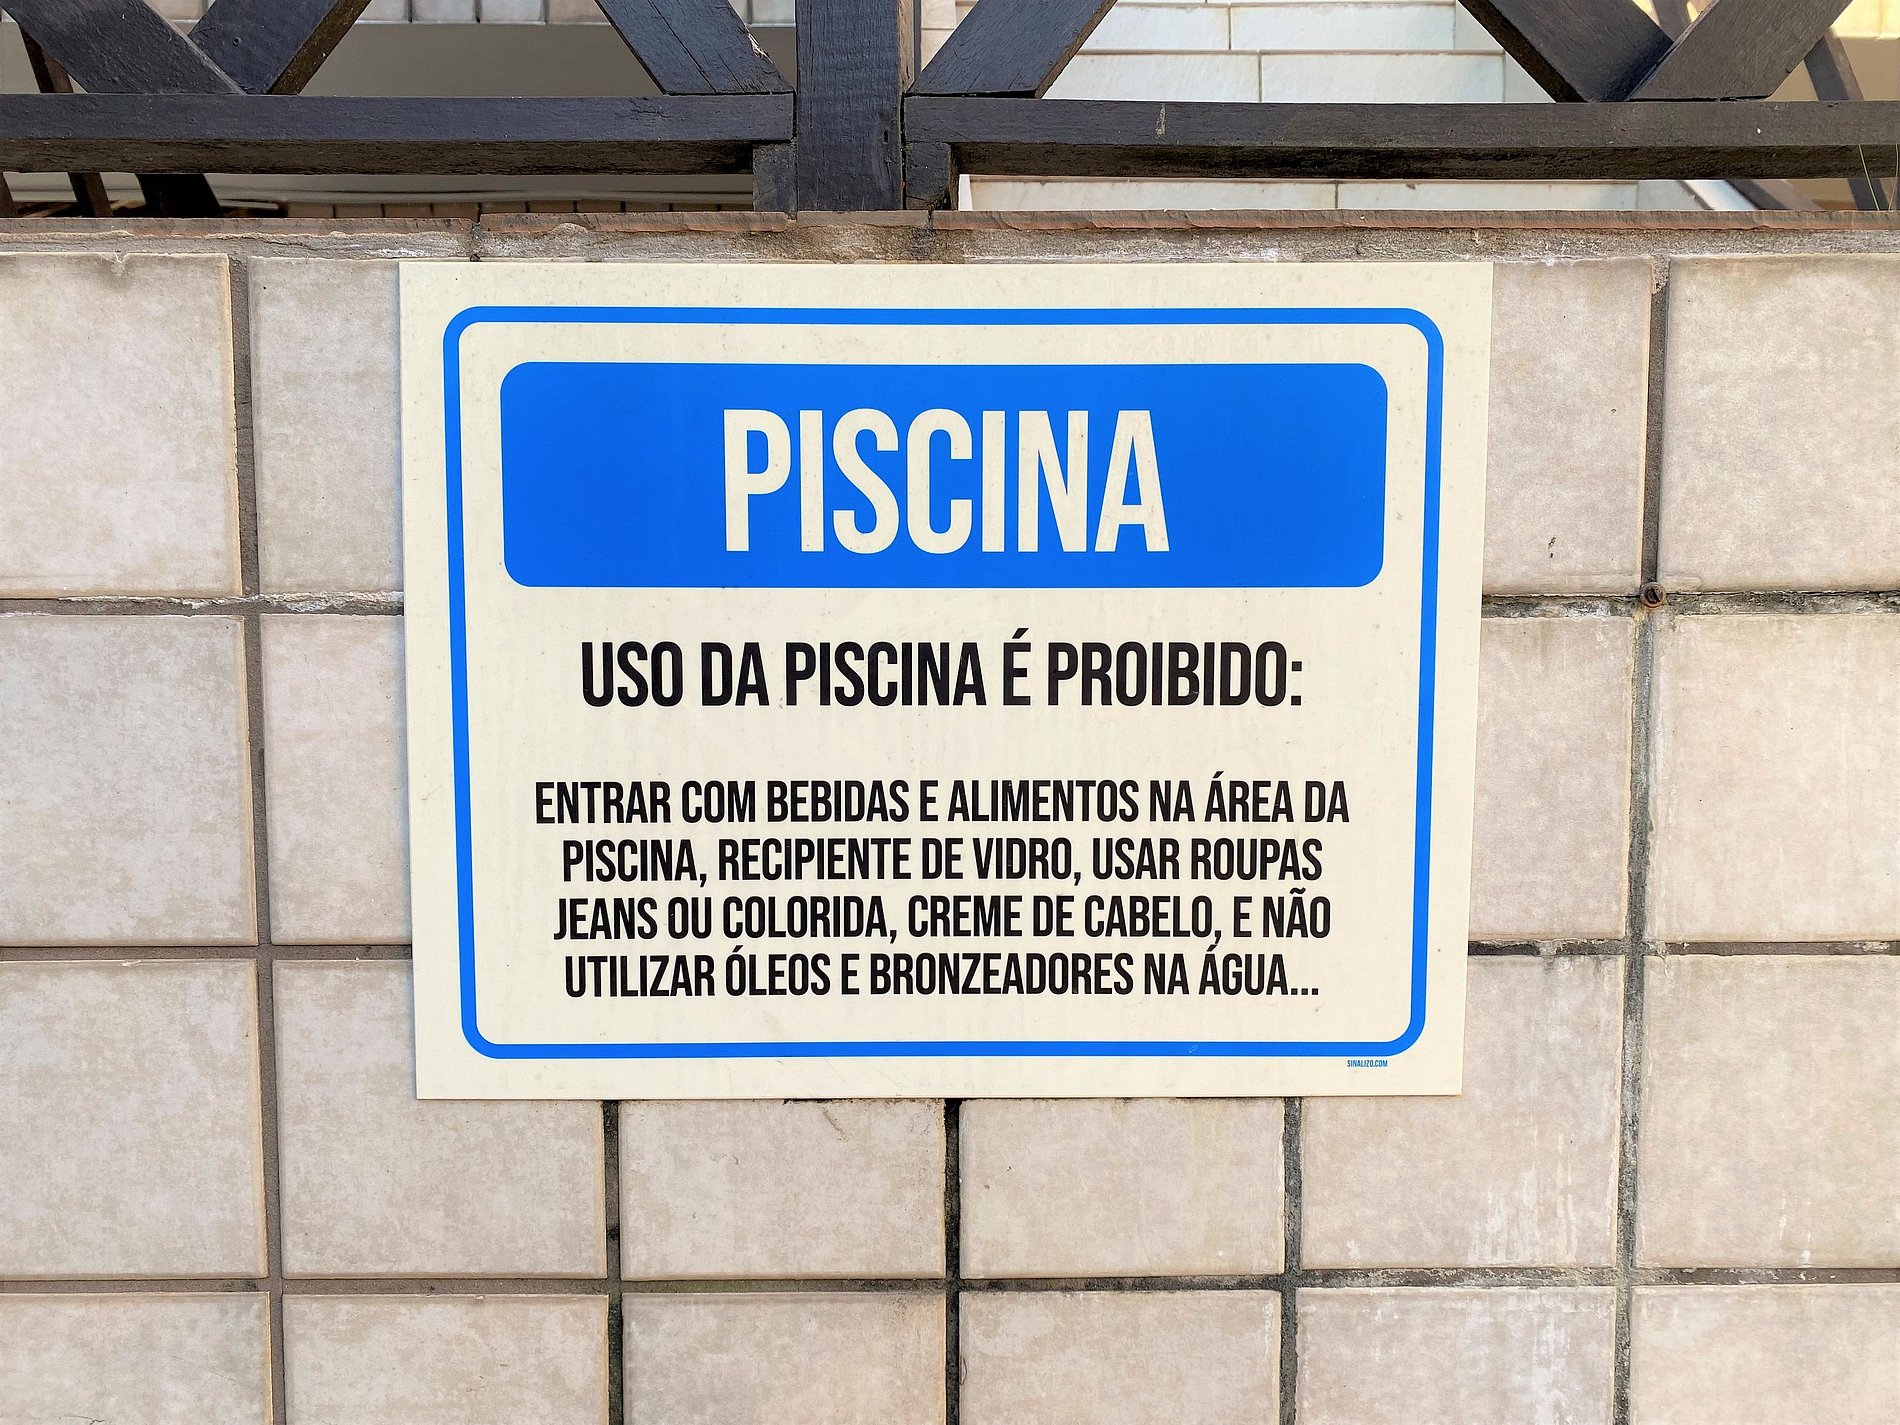 PISCINA
USO DA PISCINA É PROIBIDO:
ENTRAR COM BEBIDAS E ALIMENTOS NA ÁREA DA
PISCINA, RECIPIENTE DE VIDRO, USAR ROUPAS
JEANS OU COLORIDA, CREME DE CABELO, E NÃO
UTILIZAR ÓLEOS E BRONZEADORES NA ÁGUA...
SINALIZO.COM